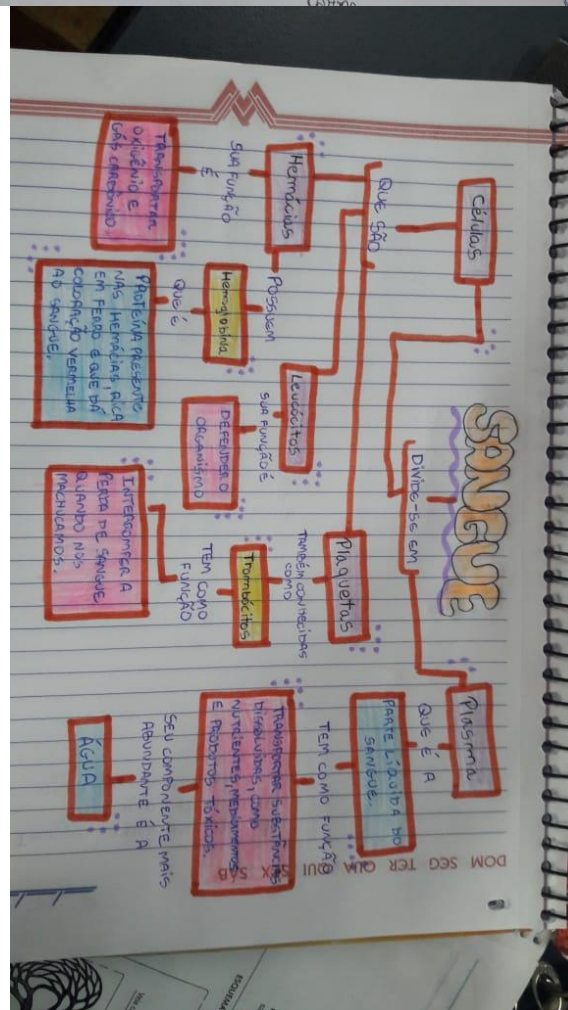 SANGUE
Divide-se em
Células
QUE SÃO
Hemácias
SUA FUNÇÃO
É
TRANSPORTAR
OXIGÊNIO E
GÁS CARBÔNICO
POSSUEM
Hemoglobina
QUE É
PROTEÍNA PRESENTE
NAS HEMÁCIAS, RICA
EM FERRO E QUE DÁ
COLORAÇÃO VERMELHA
AO SANGUE.
Leucócitos
SUA FUNÇÃO É
DEFENDER O
ORGANISMO
Plaquetas
TAMBÉM CONHECIDAS
COMO
Trombócitos
TEM COMO
FUNÇÃO
INTERROMPER A
PERDA DE SANGUE
QUANDO NOS
MACHUCAMOS.
Plasma
QUE É A
PARTE LÍQUIDA DO
SANGUE.
TEM COMO FUNÇÃO
TRANSPORTAR SUBSTÂNCIAS
DISSOLVIDAS, COMO
NUTRIENTES, MEDICAMENTOS
E PRODUTOS TÓXICOS.
SEU COMPONENTE MAIS
ABUNDANTE É A
ÁGUA
DOM SEG TER QUA QUI SEX SÁB
ESQUEMA